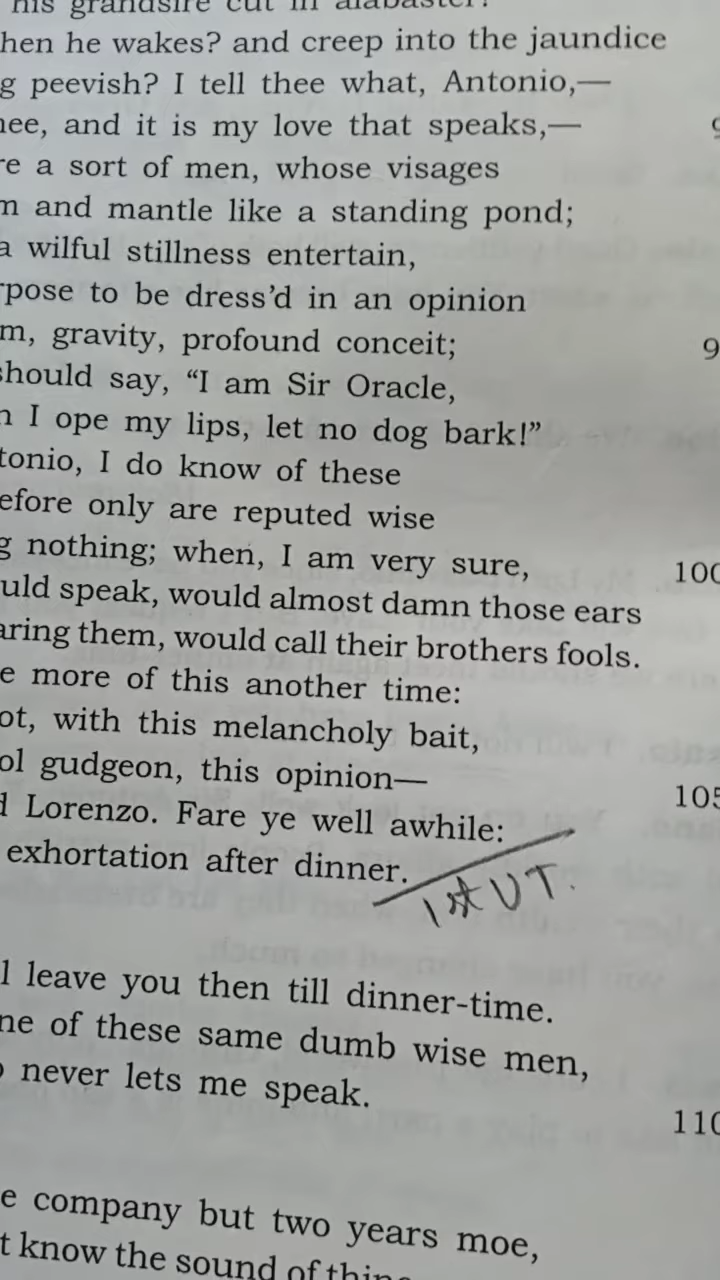 his grandsire cut in alabaster?
hen he wakes? and creep into the jaundice
g peevish? I tell thee what, Antonio,—
ee, and it is my love that speaks,—
re a sort of men, whose visages
m and mantle like a standing pond;
a wilful stillness entertain,
rpose to be dress’d in an opinion
m, gravity, profound conceit;
9
should say, “I am Sir Oracle,
n I ope my lips, let no dog bark!”
tonio, I do know of these
efore only are reputed wise
g nothing; when, I am very sure,
100
uld speak, would almost damn those ears
aring them, would call their brothers fools.
e more of this another time:
ot, with this melancholy bait,
ol gudgeon, this opinion—
105
d Lorenzo. Fare ye well awhile:
exhortation after dinner.
1st UT.
l leave you then till dinner-time.
ne of these same dumb wise men,
never lets me speak.
110
e company but two years moe,
t know the sound of